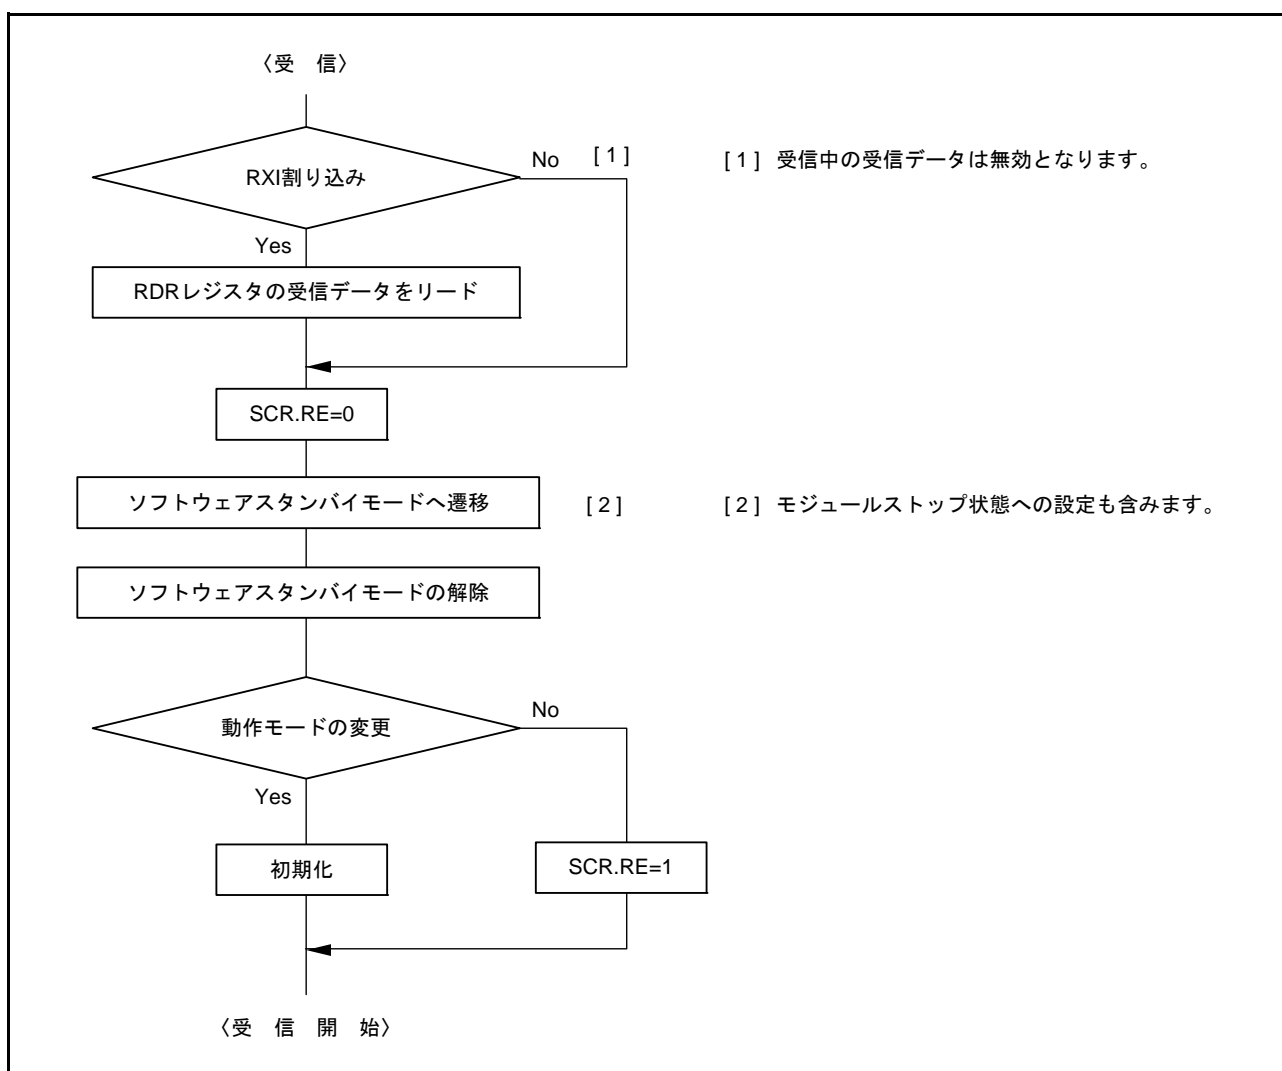 〈受　信〉
RXI割り込み
No
[ 1 ]
[ 1 ] 受信中の受信データは無効となります。
Yes
RDRレジスタの受信データをリード
SCR.RE=0
ソフトウェアスタンバイモードへ遷移
[ 2 ]
[ 2 ] モジュールストップ状態への設定も含みます。
ソフトウェアスタンバイモードの解除
動作モードの変更
No
Yes
初期化
SCR.RE=1
〈受　信　開　始〉